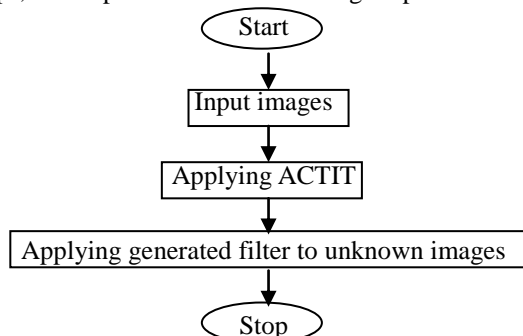 Start
Input images
Applying ACTIT
Applying generated filter to unknown images
Stop